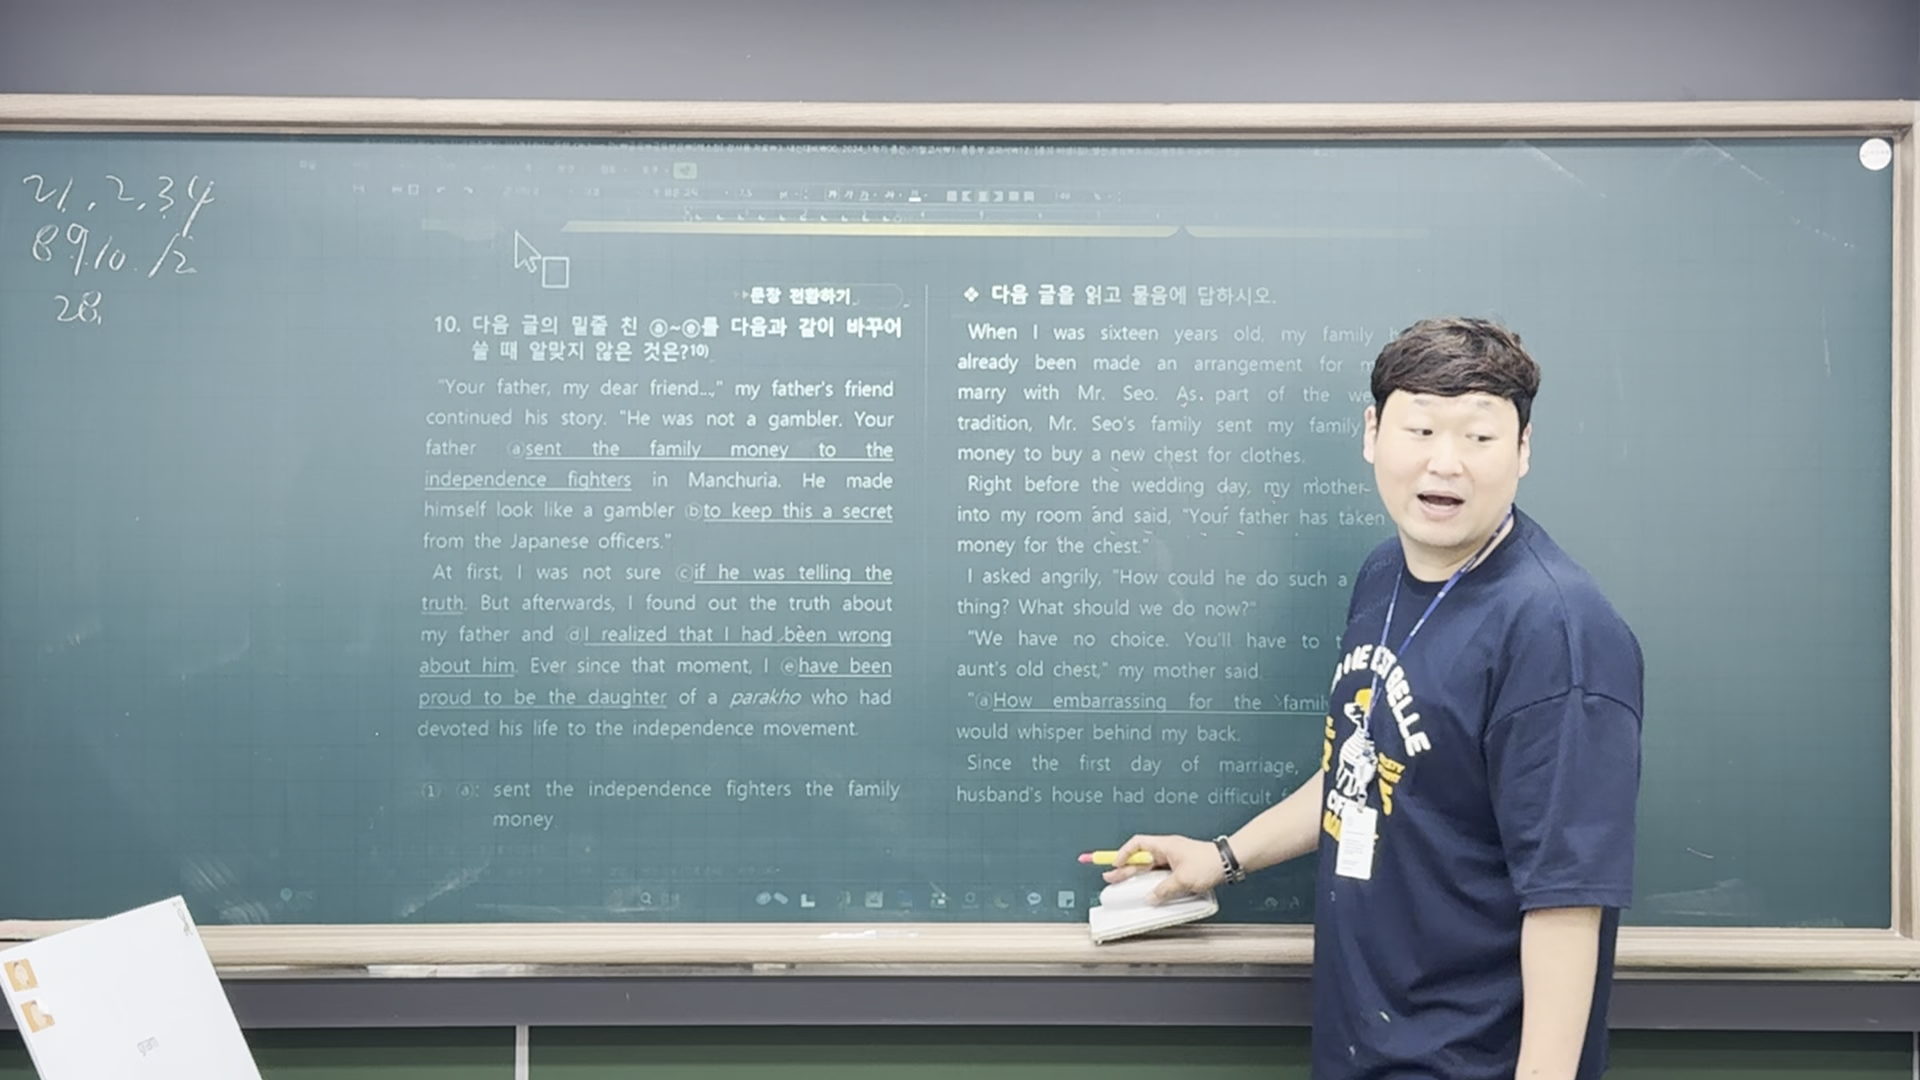 21, 2, 3 4
8 9 10. 12
28,
문장 전환하기
10. 다음 글의 밑줄 친 ⓐ~ⓔ를 다음과 같이 바꾸어
쓸 때 알맞지 않은 것은?10)
"Your father, my dear friend...," my father's friend
continued his story. "He was not a gambler. Your
father ⓐsent the family money to the
independence fighters in Manchuria. He made
himself look like a gambler ⓑto keep this a secret
from the Japanese officers."
At first, I was not sure ⓒif he was telling the
truth. But afterwards, I found out the truth about
my father and ⓓI realized that I had been wrong
about him. Ever since that moment, I ⓔhave been
proud to be the daughter of a parakho who had
devoted his life to the independence movement.
① ⓐ: sent the independence fighters the family
money
❖ 다음 글을 읽고 물음에 답하시오.
When I was sixteen years old, my family
already been made an arrangement for
marry with Mr. Seo. As part of the
tradition, Mr. Seo's family sent my family
money to buy a new chest for clothes.
Right before the wedding day, my mother
into my room and said, "Your father has taken
money for the chest."
I asked angrily, "How could he do such a
thing? What should we do now?"
"We have no choice. You'll have to
aunt's old chest," my mother said.
"ⓐHow embarrassing for the famil
would whisper behind my back.
Since the first day of marriage,
husband's house had done difficult
gram